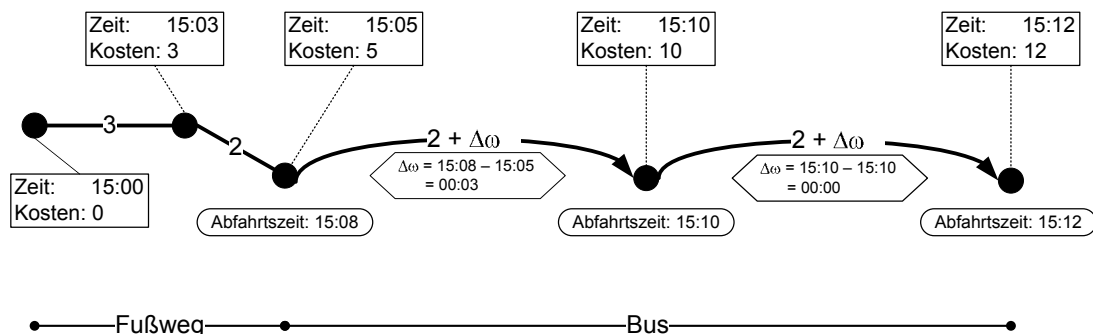 Zeit: 15:03
Kosten: 3
Zeit: 15:05
Kosten: 5
Zeit: 15:10
Kosten: 10
Zeit: 15:12
Kosten: 12
3
2
2 + Δω
2 + Δω
Δω = 15:08 – 15:05
= 00:03
Δω = 15:10 – 15:10
= 00:00
Zeit: 15:00
Kosten: 0
Abfahrtszeit: 15:08
Abfahrtszeit: 15:10
Abfahrtszeit: 15:12
Fußweg
Bus